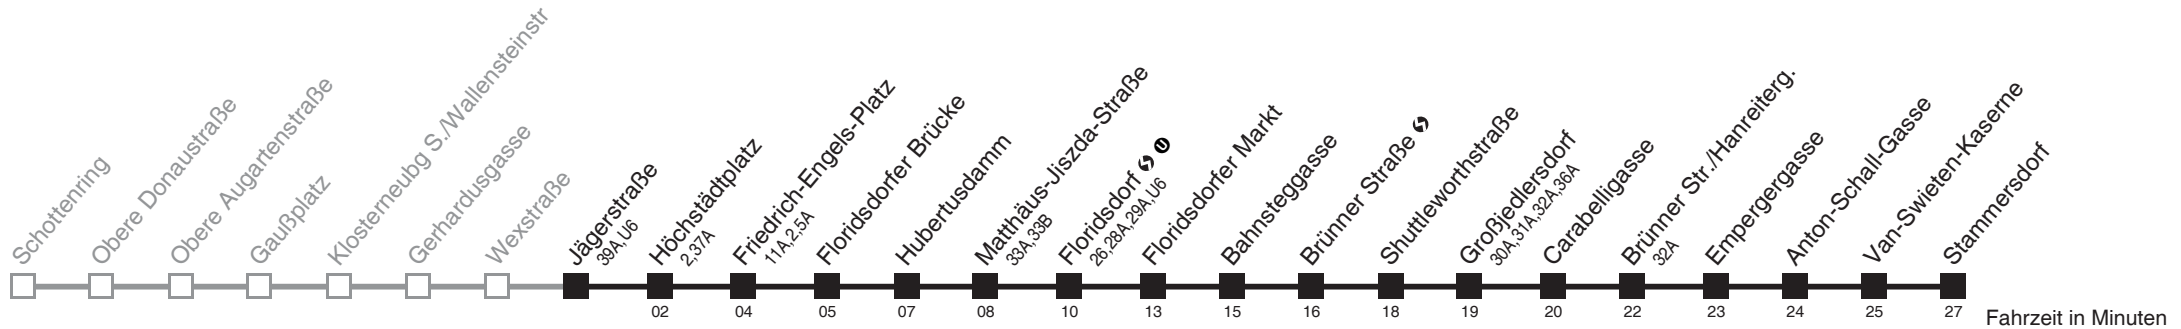 Schottenring
Obere Donaustraße
Obere Augartenstraße
Gaußplatz
Klosterneubg S./Wallensteinstr
Gerhardusgasse
Wexstraße
Jägerstraße
39A,U6
Höchstädtplatz
2,37A
Friedrich-Engels-Platz
11A,2,5A
Floridsdorfer Brücke
Hubertusdamm
Matthäus-Jiszda-Straße
33A,33B
Floridsdorf S U
26,28A,29A,U6
Floridsdorfer Markt
Bahnsteggasse
Brünner Straße S
Shuttleworthstraße
Großjedlersdorf
30A,31A,32A,36A
Carabelligasse
Brünner Str./Hanreiterg.
32A
Empergergasse
Anton-Schall-Gasse
Van-Swieten-Kaserne
Stammersdorf
02 04 05 07 08 10 13 15 16 18 19 20 22 23 24 25 27
Fahrzeit in Minuten